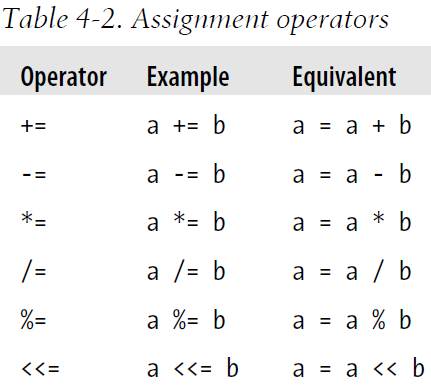 Table 4-2. Assignment operators
Operator Example Equivalent
+= a += b a = a + b
-= a -= b a = a - b
*= a *= b a = a * b
/= a /= b a = a / b
%= a %= b a = a % b
<<= a <<= b a = a << b